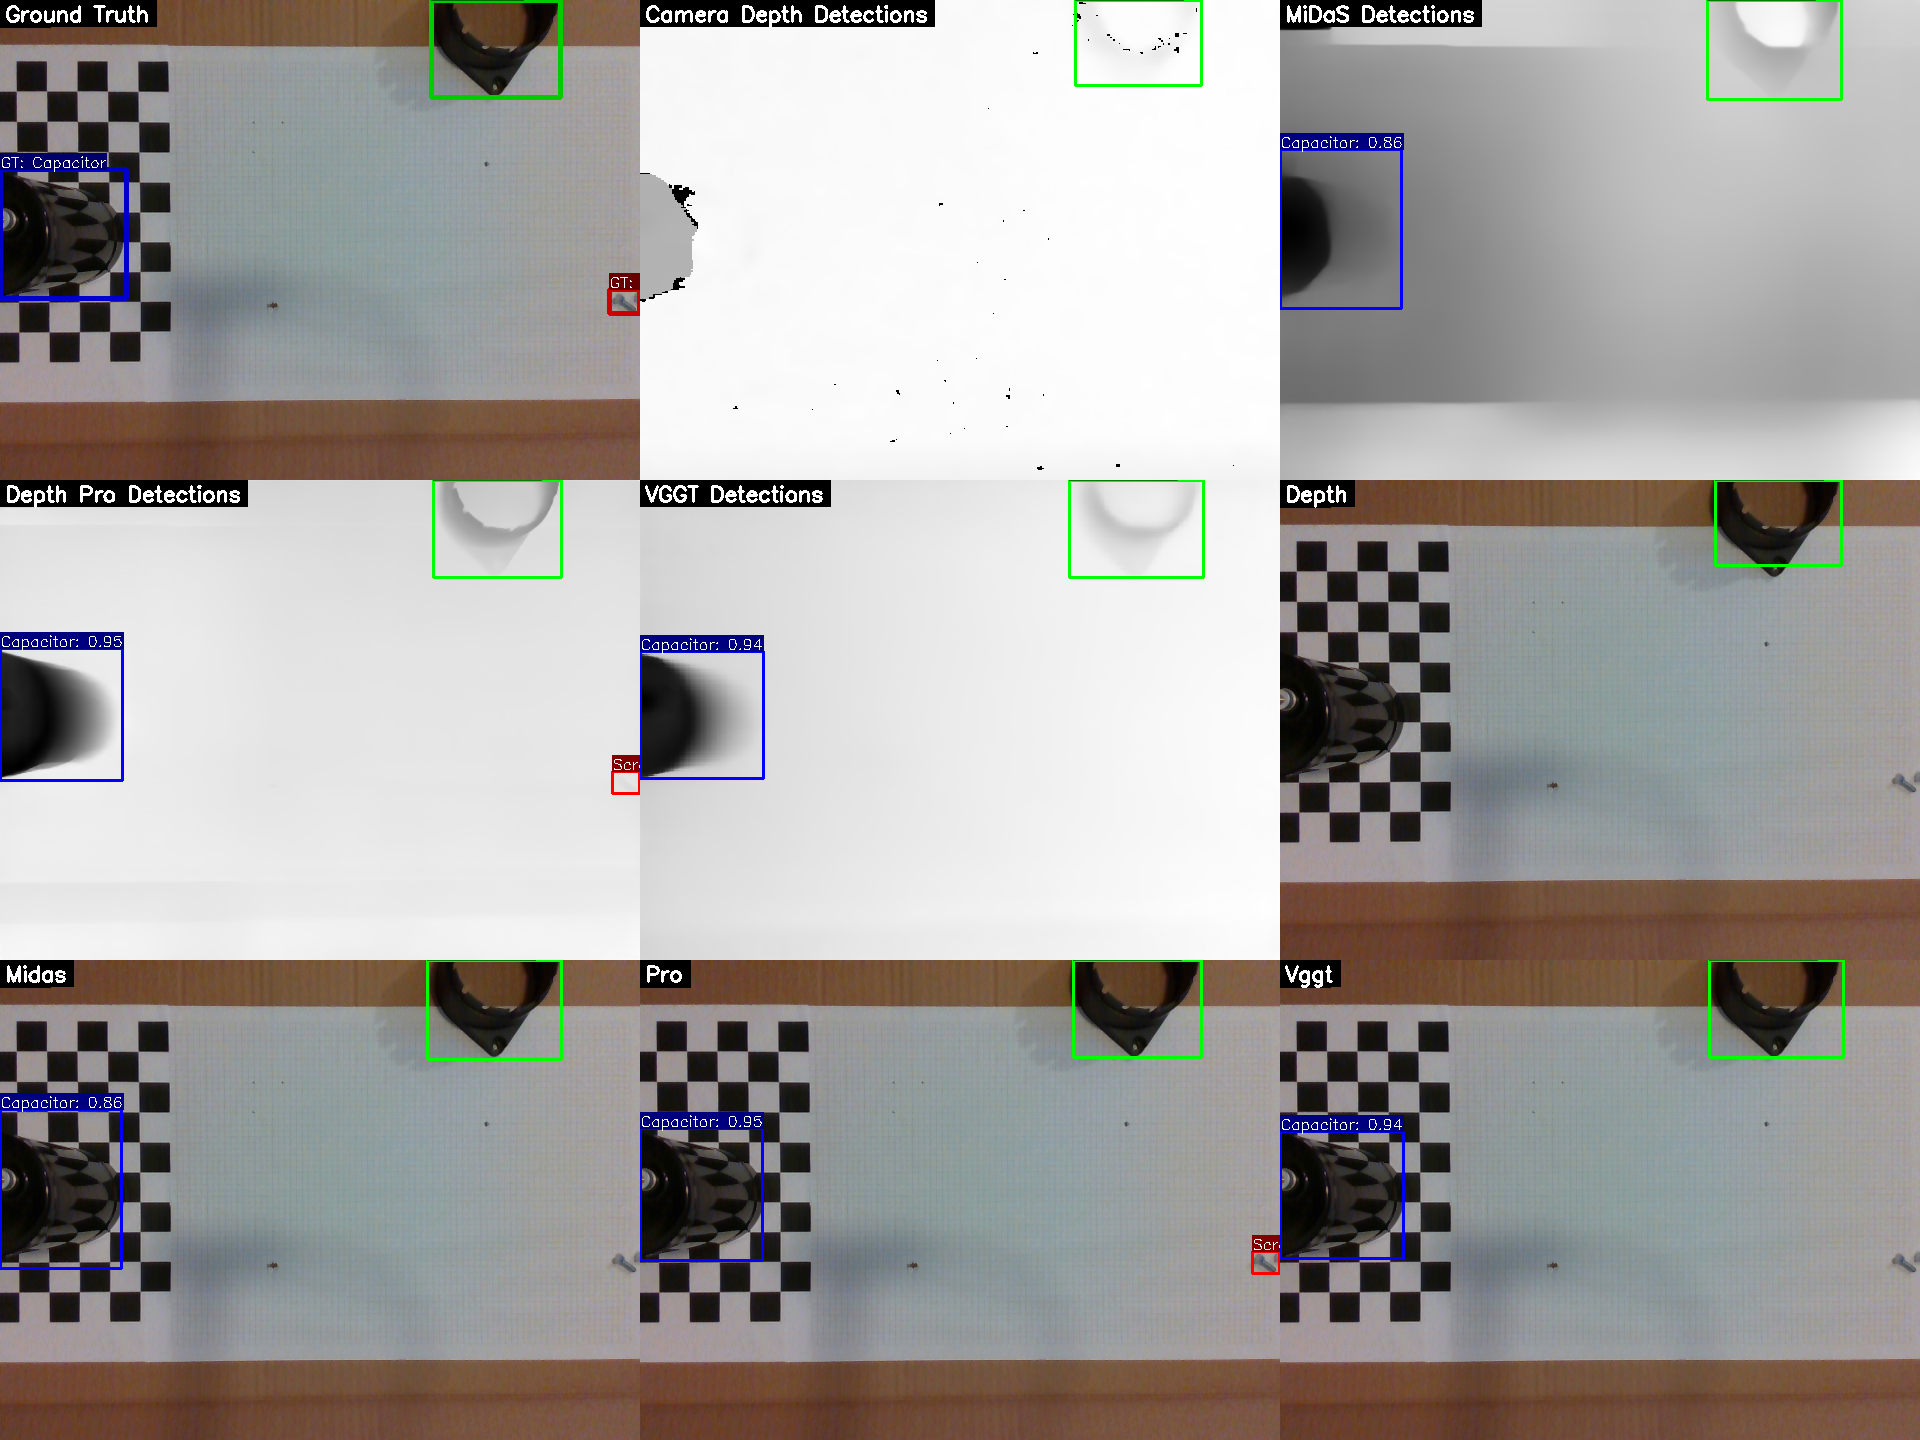 Ground Truth
Camera Depth Detections
MiDaS Detections
Capacitor: 0.86
GT: Capacitor
GT:
Depth Pro Detections
VGGT Detections
Depth
Capacitor: 0.95
Capacitor: 0.94
Scr
Midas
Pro
Vggt
Capacitor: 0.86
Capacitor: 0.95
Capacitor: 0.94
Scr